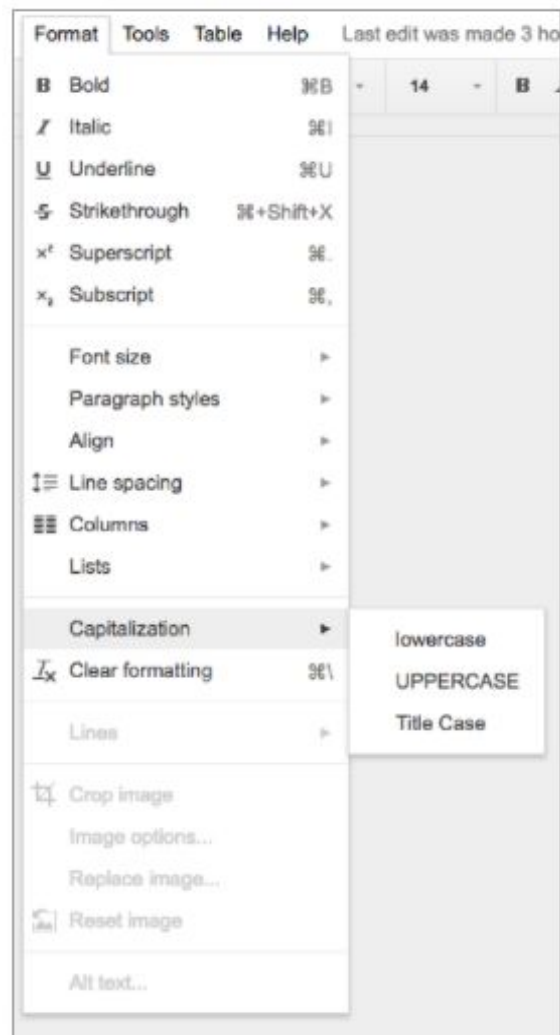 Format Tools Table Help Last edit was made 3 ho
14 B
B Bold ⌘B
I Italic ⌘I
U Underline ⌘U
S Strikethrough ⌘+Shift+X
x² Superscript ⌘.
x₂ Subscript ⌘,
Font size
Paragraph styles
Align
Line spacing
Columns
Lists
Capitalization
lowercase
UPPERCASE
Title Case
Clear formatting ⌘\
Lines
Crop image
Image options...
Replace image...
Reset image
Alt text...